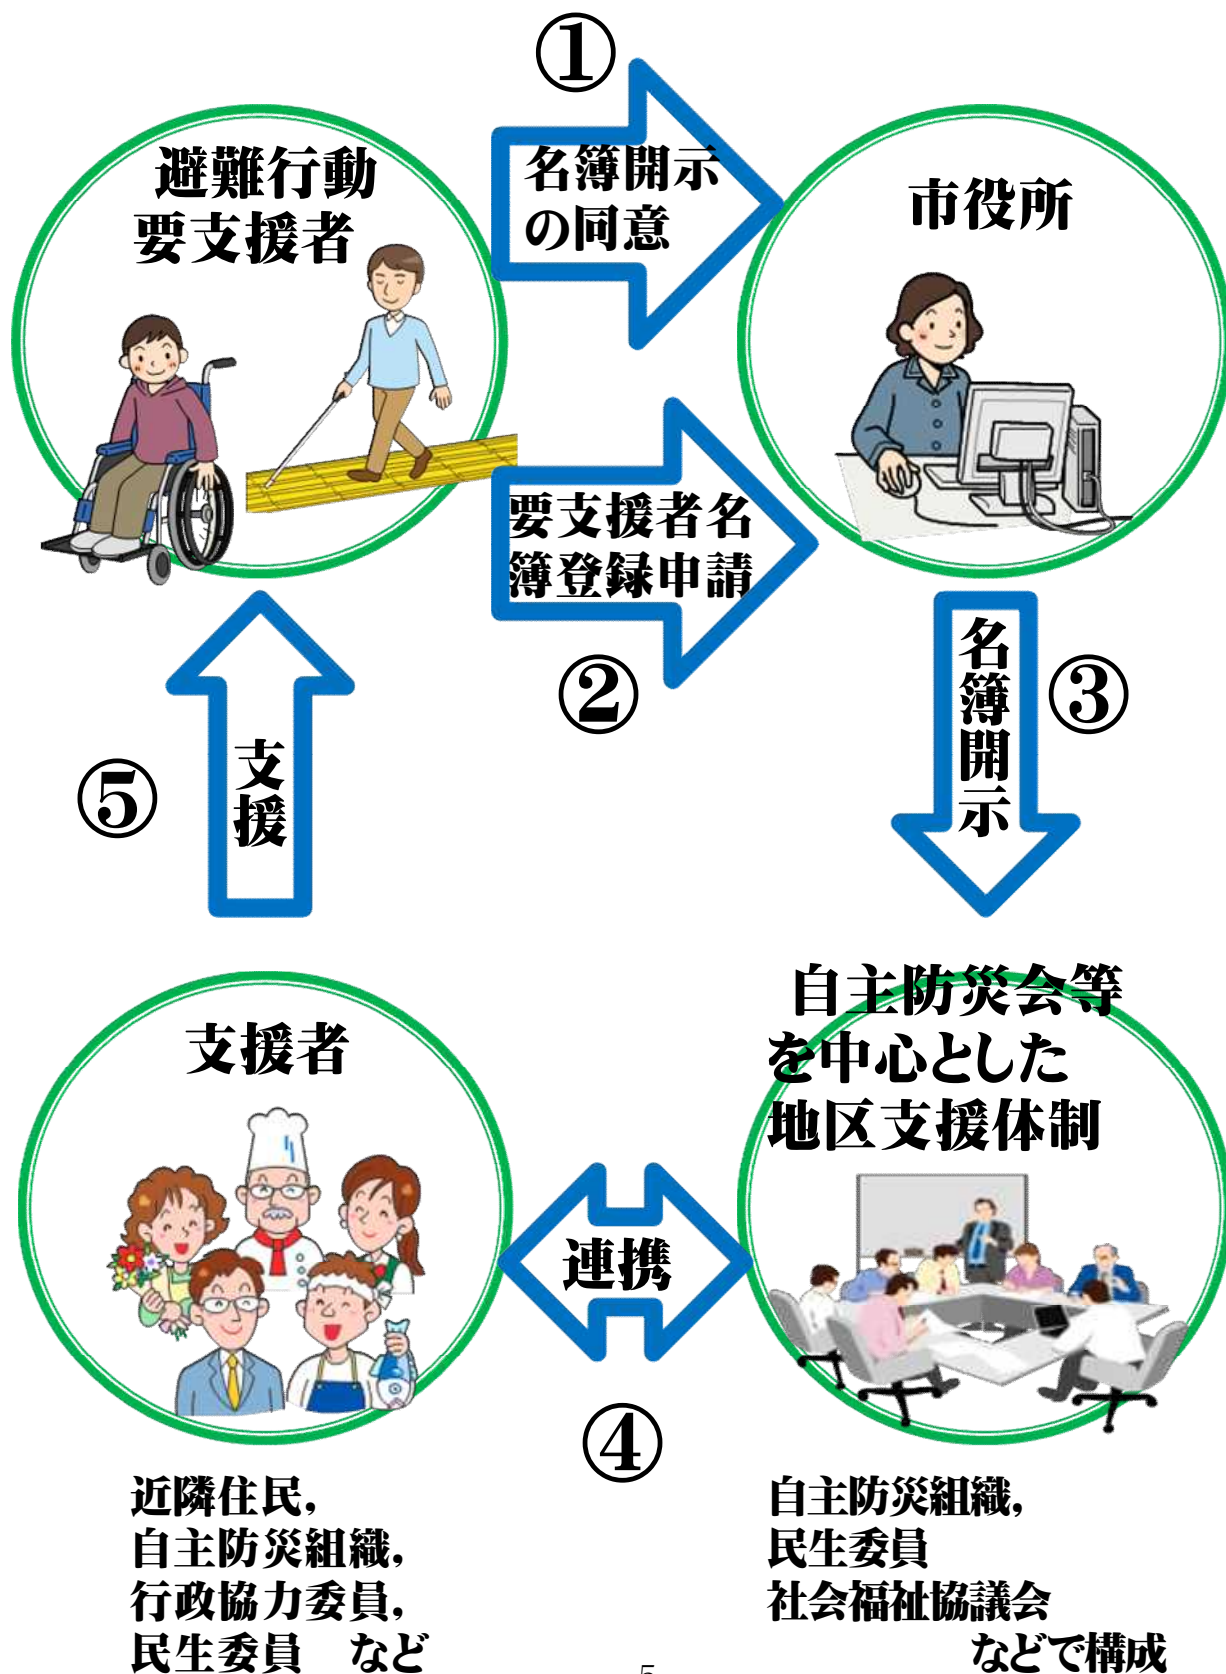 ①
避難行動
要支援者
名簿開示
の同意
市役所
要支援者名
簿登録申請
②
名簿開示
③
⑤
支援
支援者
自主防災会等
を中心とした
地区支援体制
連携
④
近隣住民，
自主防災組織，
行政協力委員，
民生委員　など
自主防災組織，
民生委員
社会福祉協議会
などで構成
5